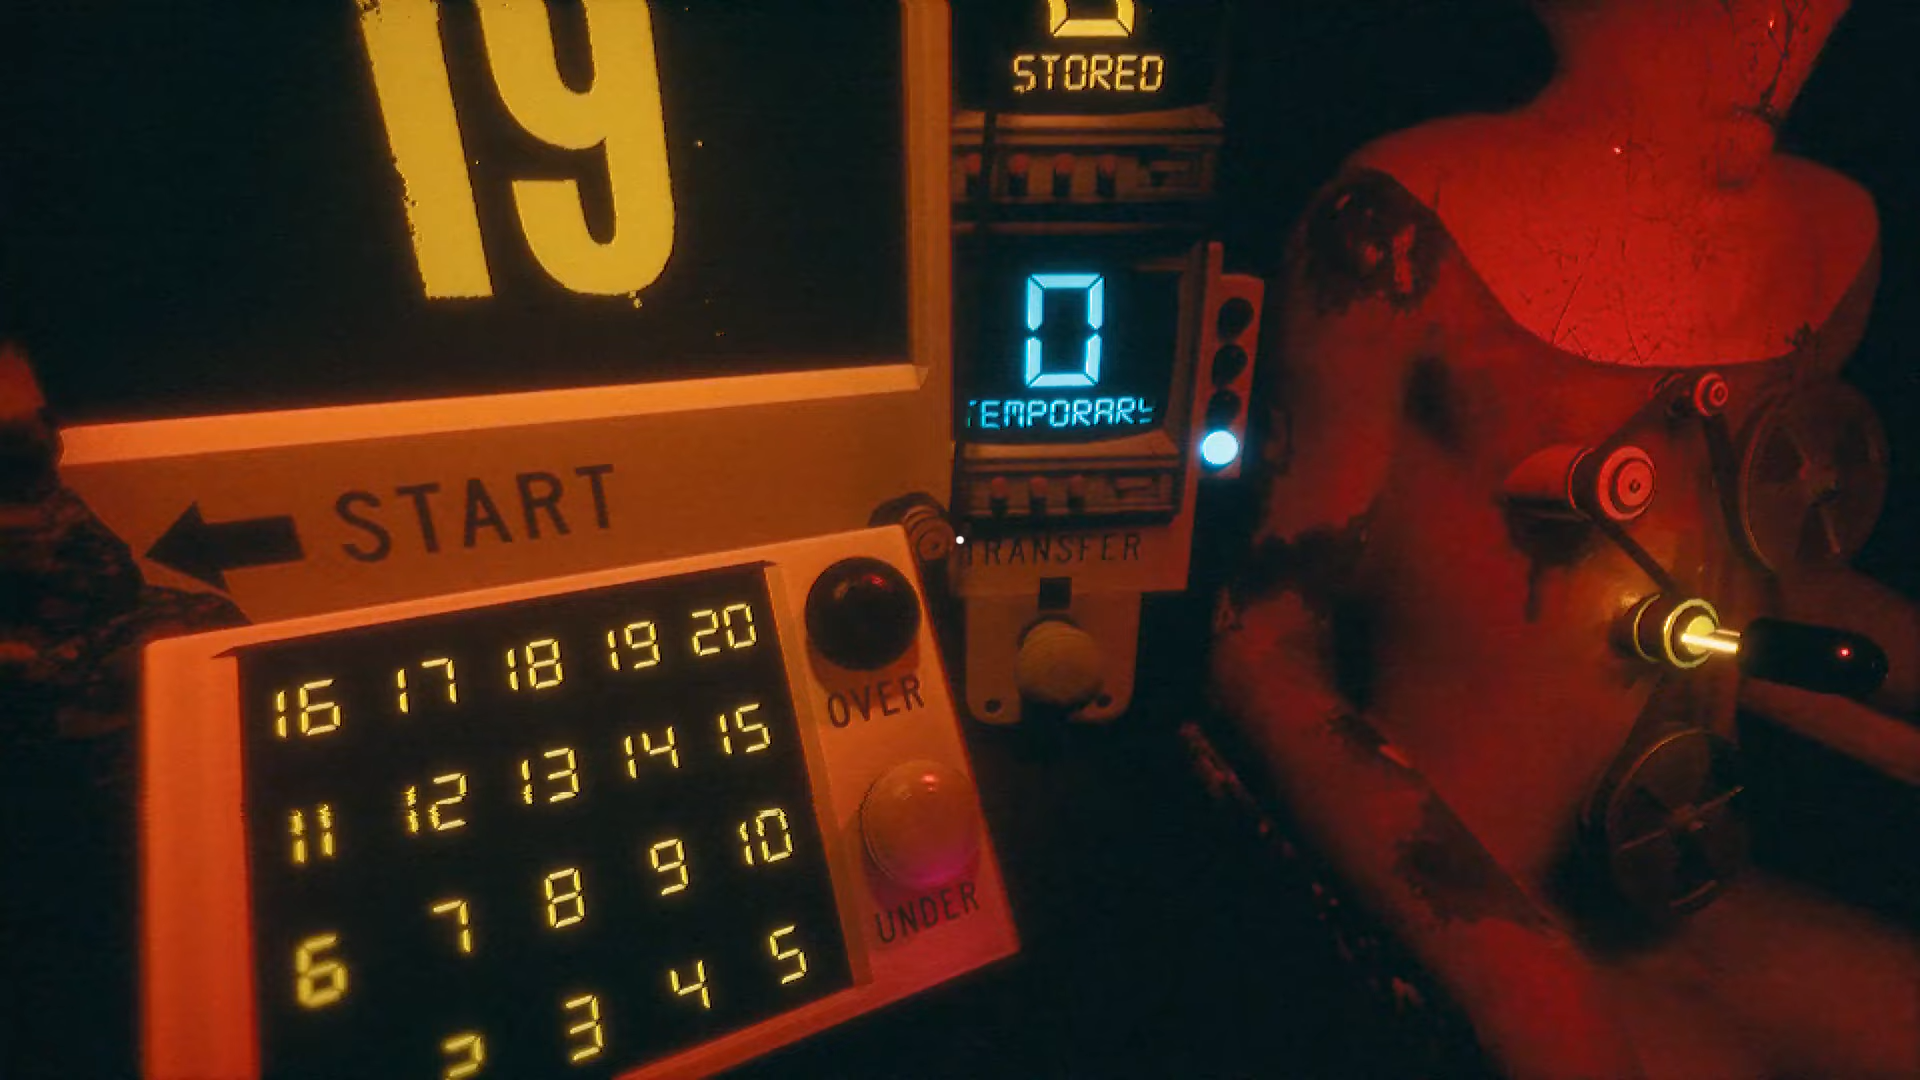 19
STORED
0
TEMPORARY
START
TRANSFER
16 17 18 19 20
OVER
11 12 13 14 15
6 7 8 9 10
UNDER
3 4 5